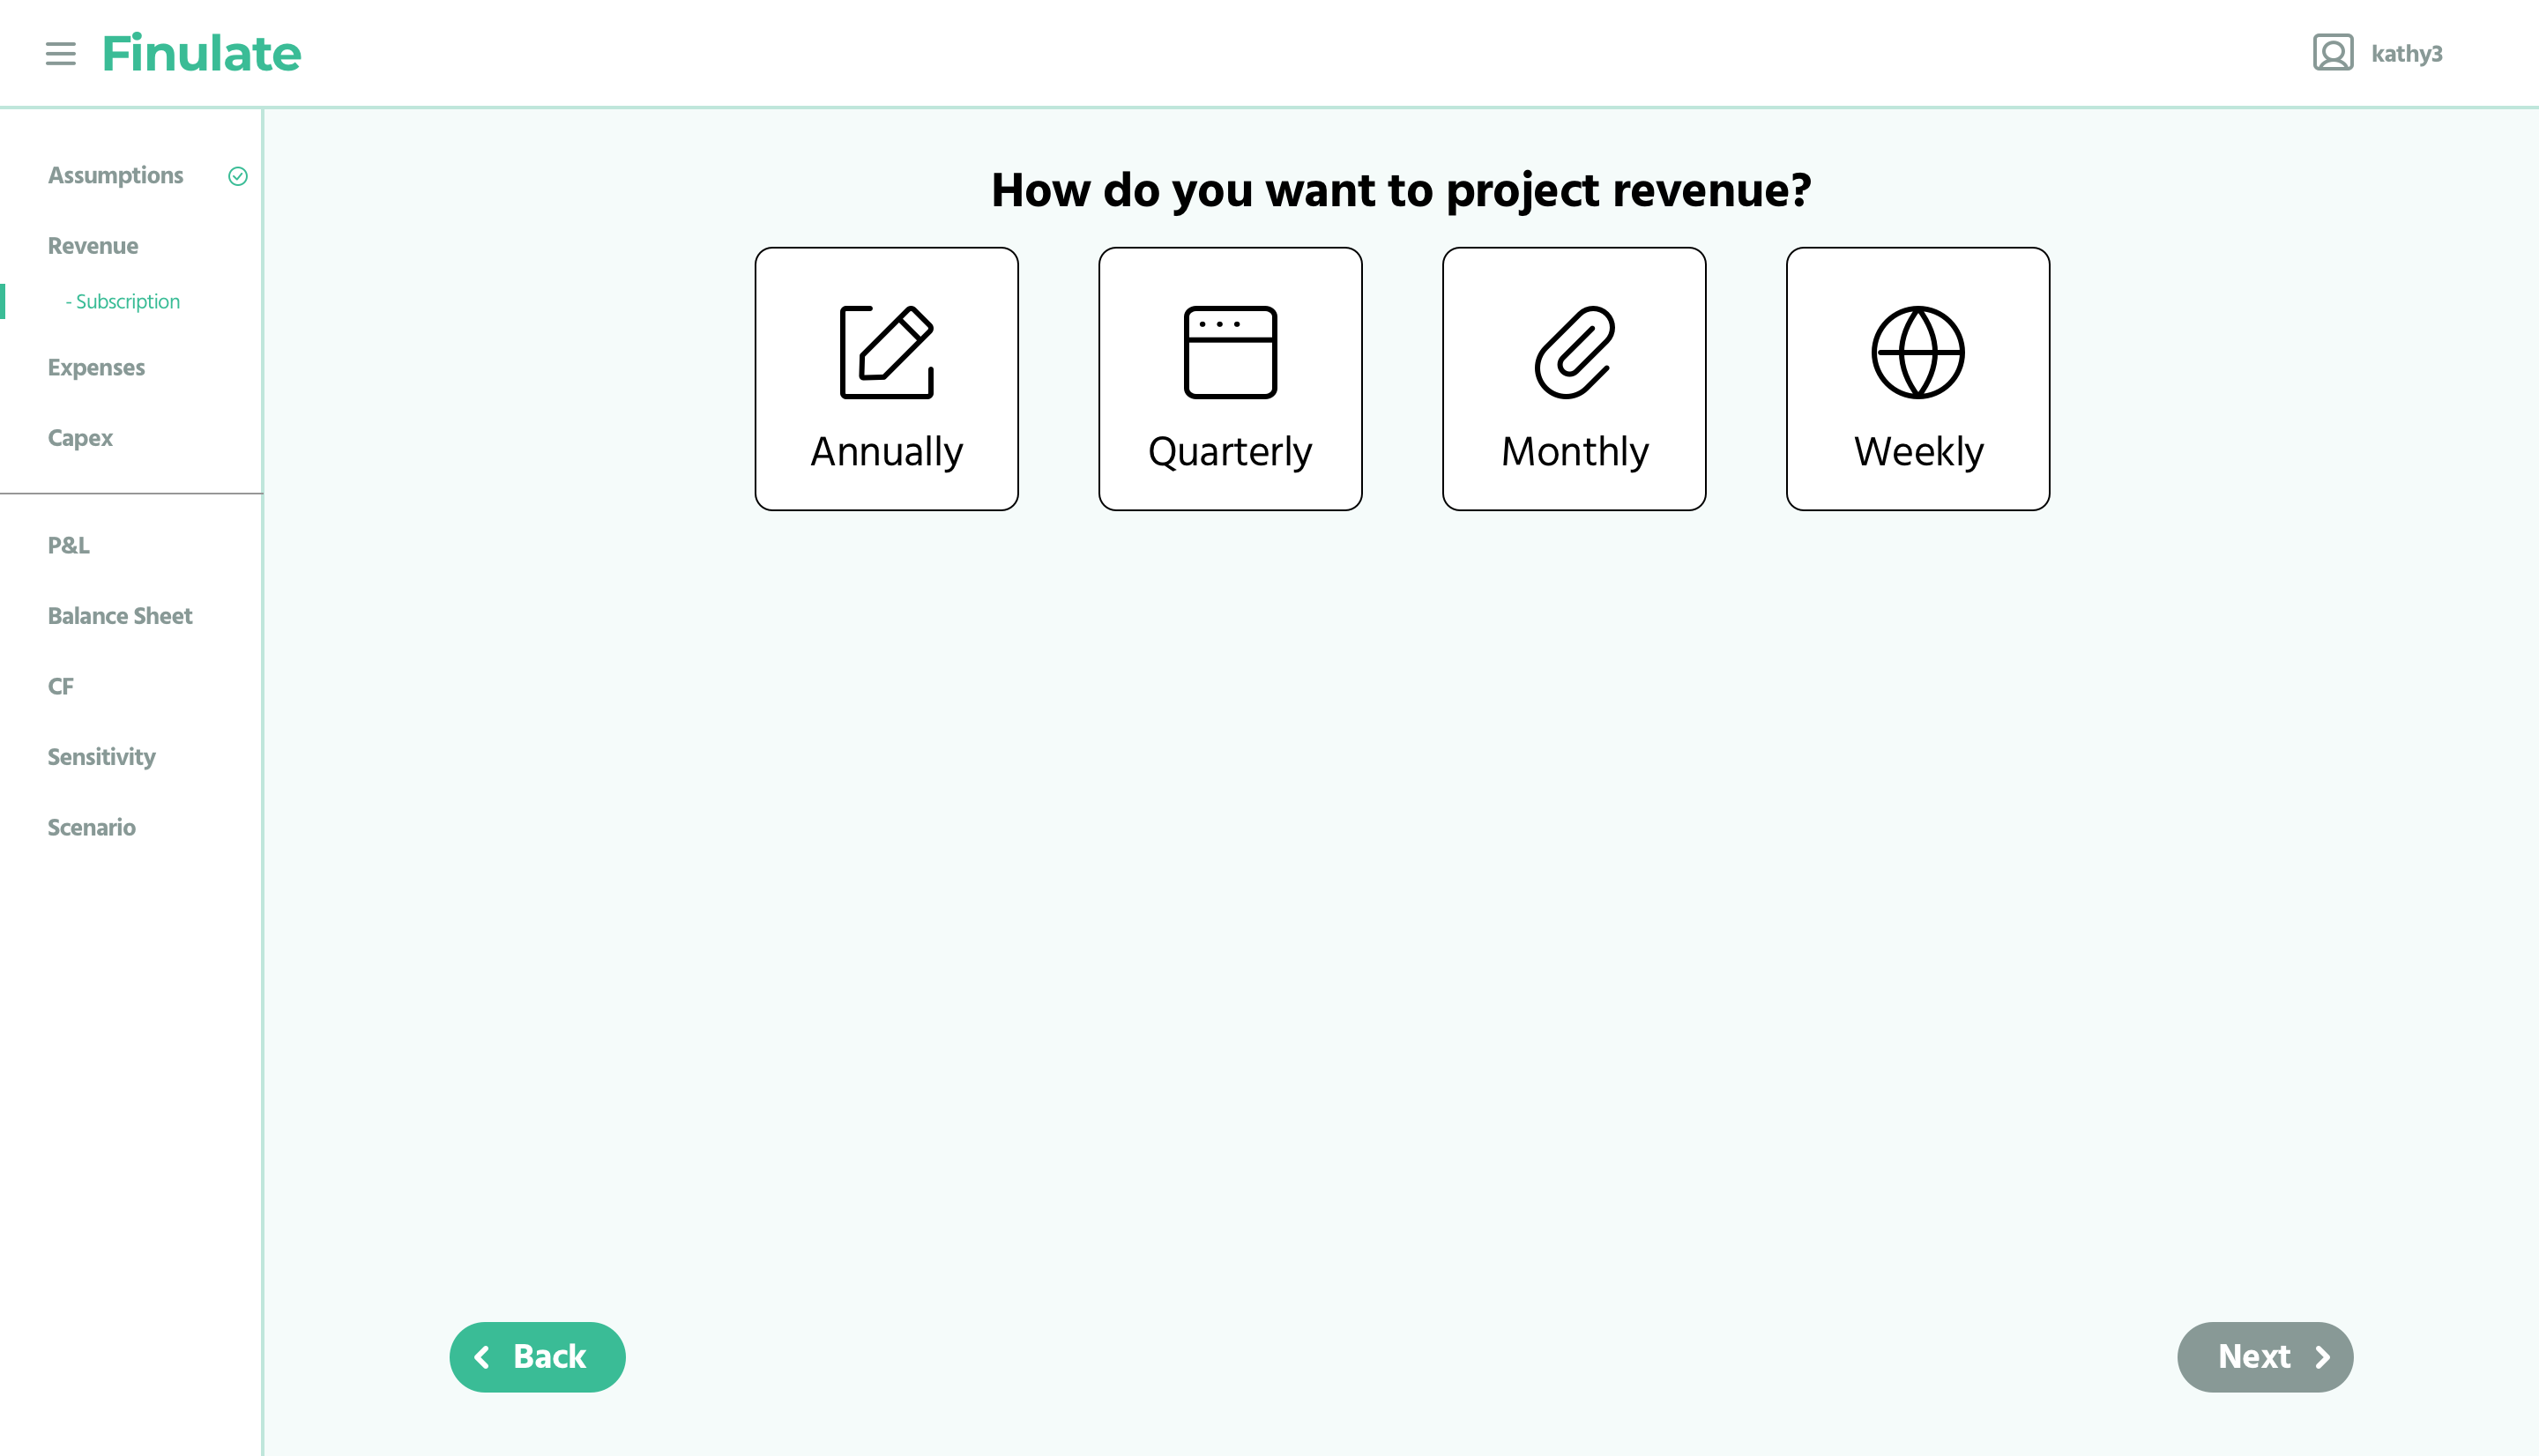 Finulate
kathy3
Assumptions
Revenue
- Subscription
Expenses
Capex
P&L
Balance Sheet
CF
Sensitivity
Scenario
How do you want to project revenue?
Annually
Quarterly
Monthly
Weekly
Back
Next